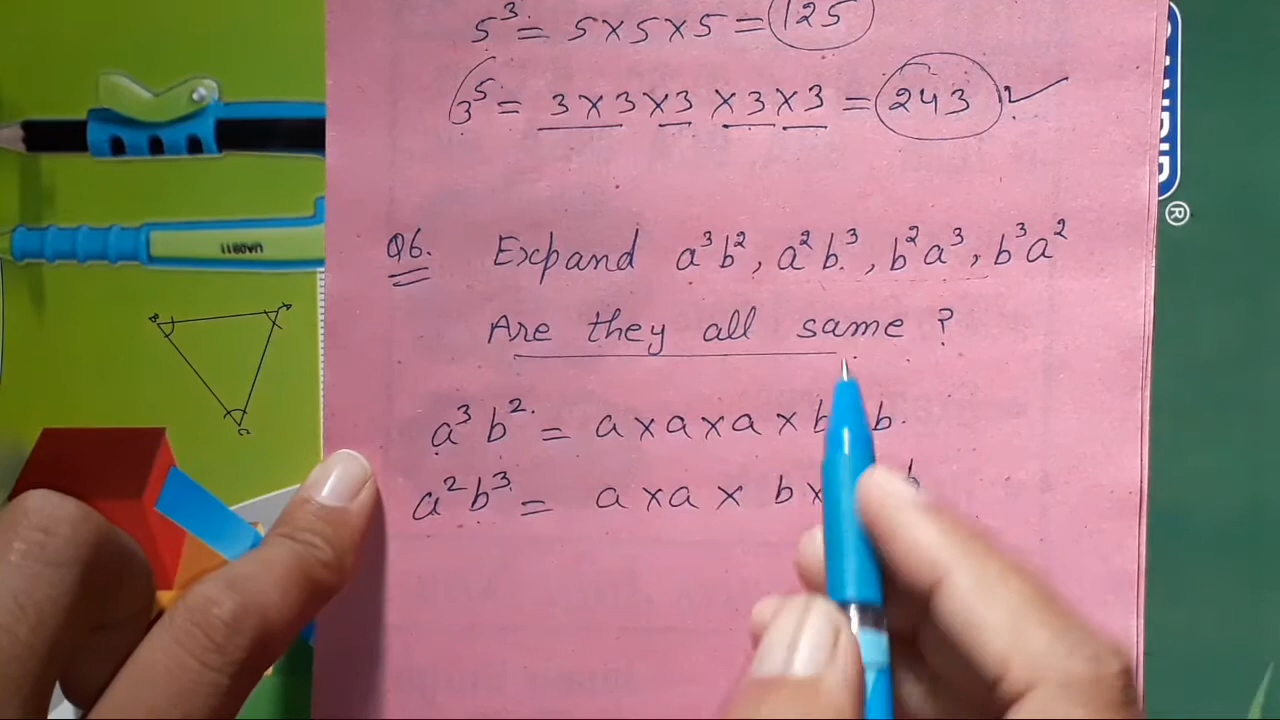 5³ = 5×5×5 = 125
3⁵ = 3×3×3×3×3 = 243
Q6. Expand a³b², a²b³, b²a³, b³a²
Are they all same ?
a³b² = a×a×a×b b.
a²b³ = a×a× b× b
UA0811
®
B
A
C